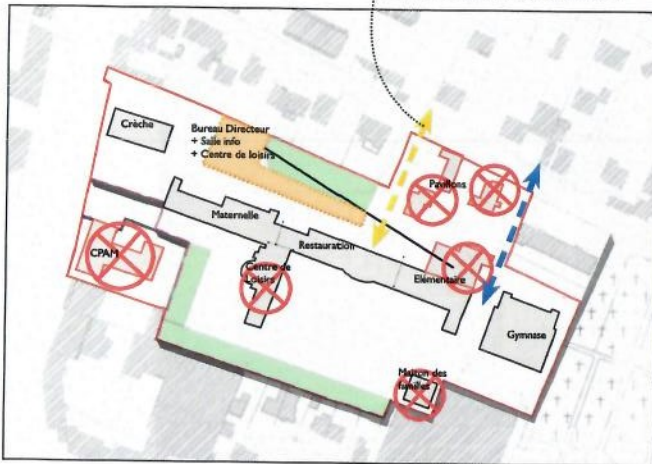 Crèche
Bureau Directeur
+ Salle info
+ Centre de loisirs
Pavillons
Maternelle
Restauration
CPAM
Centre de
Loisirs
Elémentaire
Gymnase
Maison des
familles